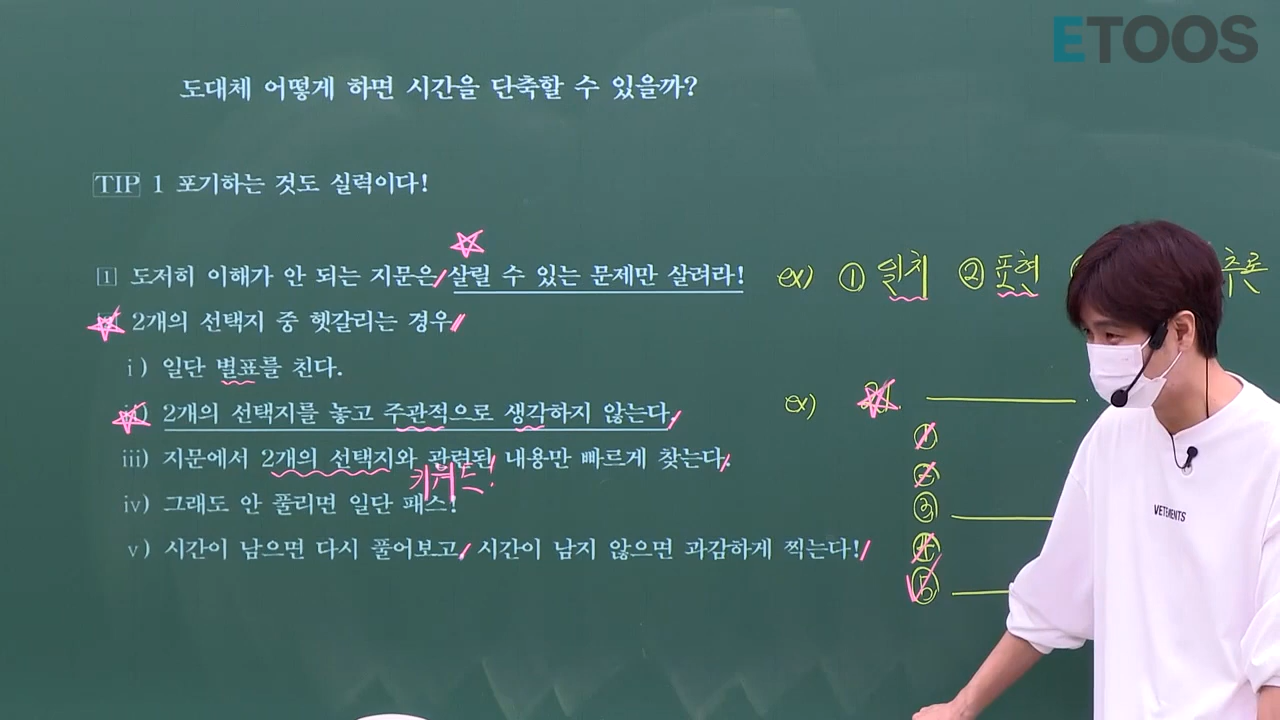 ETOOS
도대체 어떻게 하면 시간을 단축할 수 있을까?
TIP 1 포기하는 것도 실력이다!
1 도저히 이해가 안 되는 지문은 살릴 수 있는 문제만 살려라!
ex) ① 일치 ② 표현 추론
2개의 선택지 중 헷갈리는 경우
i) 일단 별표를 친다.
ii) 2개의 선택지를 놓고 주관적으로 생각하지 않는다.
ex)
①
②
③
④
⑤
iii) 지문에서 2개의 선택지와 관련된 내용만 빠르게 찾는다.
키워드!
iv) 그래도 안 풀리면 일단 패스!
v) 시간이 남으면 다시 풀어보고, 시간이 남지 않으면 과감하게 찍는다!
VETEMENTS